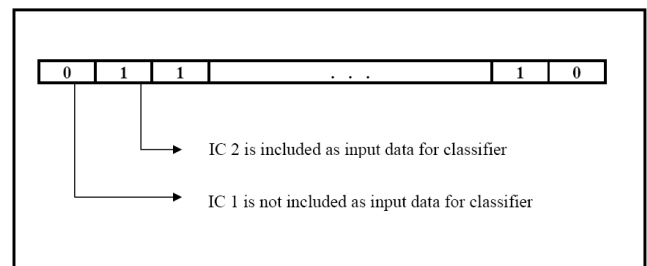 0 1 1 . . . 1 0
IC 2 is included as input data for classifier
IC 1 is not included as input data for classifier